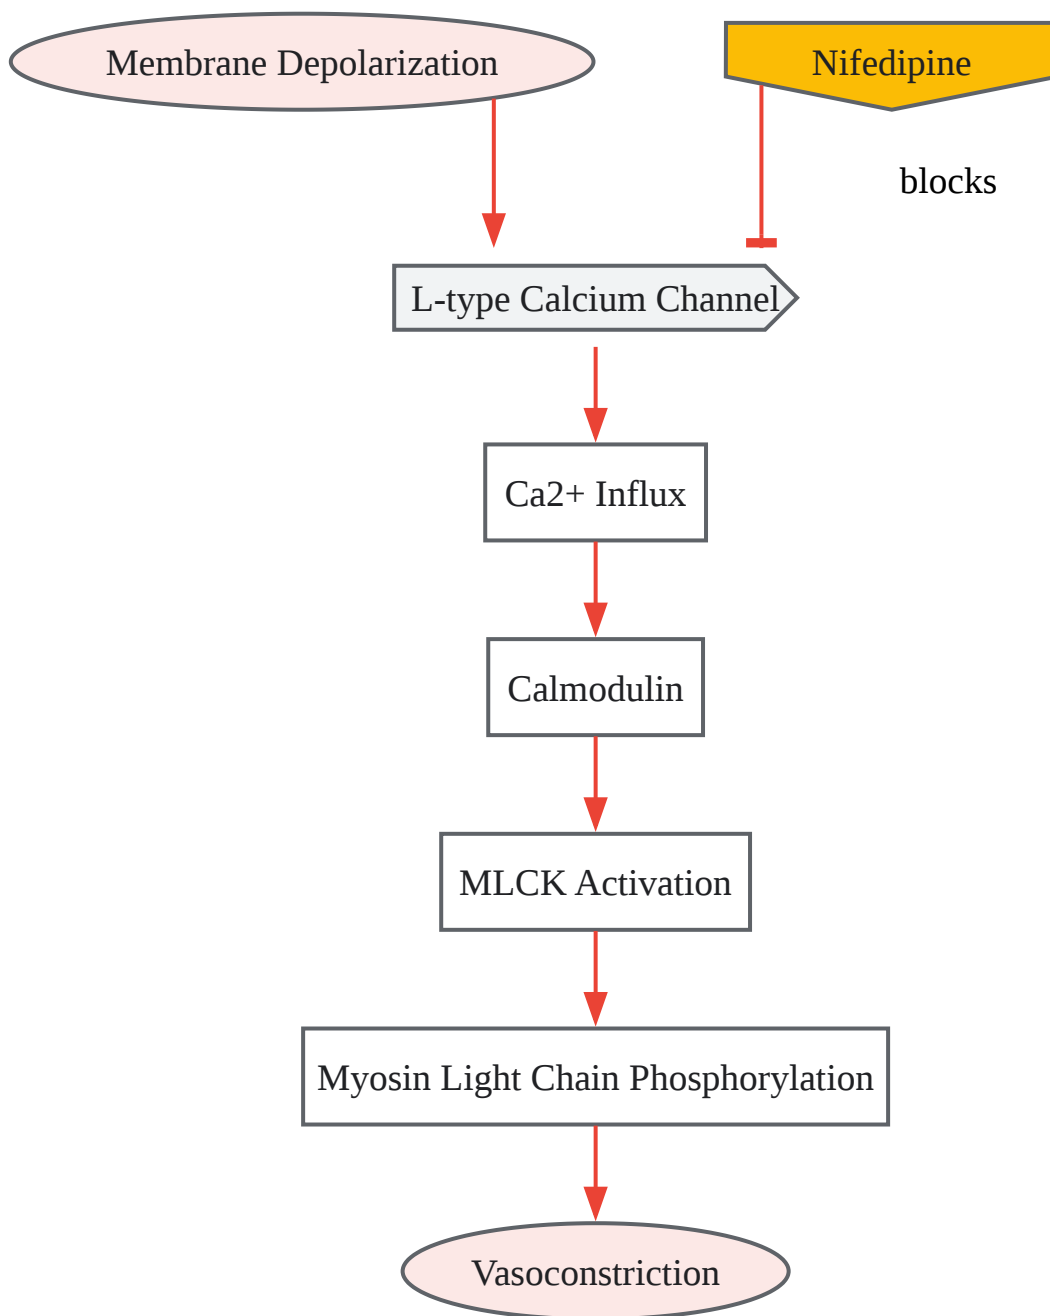 Membrane Depolarization
Nifedipine
blocks
L-type Calcium Channel
Ca2+ Influx
Calmodulin
MLCK Activation
Myosin Light Chain Phosphorylation
Vasoconstriction